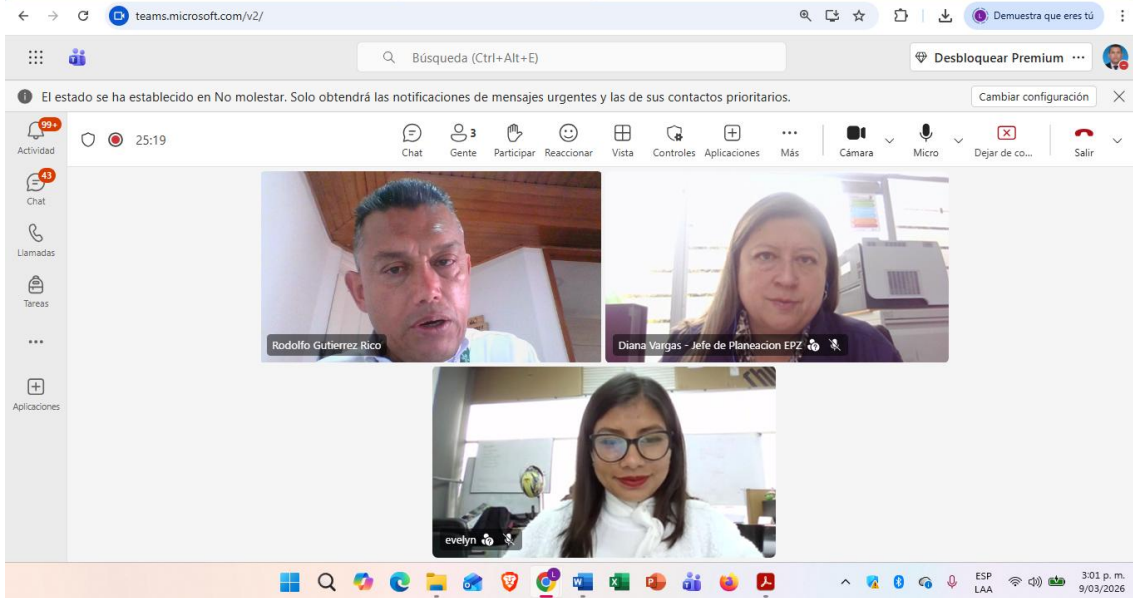 teams.microsoft.com/v2/
Demuestra que eres tú
Búsqueda (Ctrl+Alt+E)
Desbloquear Premium ...
El estado se ha establecido en No molestar. Solo obtendrá las notificaciones de mensajes urgentes y las de sus contactos prioritarios.
Cambiar configuración
99+
Actividad
25:19
Chat
3
Gente
Participar
Reaccionar
Vista
Controles
Aplicaciones
Más
Cámara
Micro
Dejar de co...
Salir
43
Chat
Llamadas
Tareas
Aplicaciones
Rodolfo Gutierrez Rico
Diana Vargas - Jefe de Planeacion EPZ
evelyn
ESP
LAA
3:01 p. m.
9/03/2026